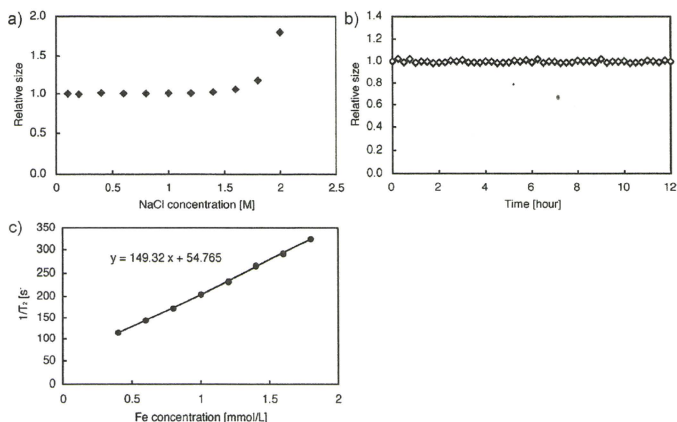 a)
2.0
1.5
1.0
0.5
0.0
Relative size
0 0.5 1 1.5 2 2.5
NaCl concentration [M]
b)
1.4
1.2
1.0
0.8
0.6
0.4
0.2
0.0
Relative size
0 2 4 6 8 10 12
Time [hour]
c)
350
300
250
200
150
100
50
0
1/T₂ [s
y = 149.32 x + 54.765
0 0.5 1 1.5 2
Fe concentration [mmol/L]